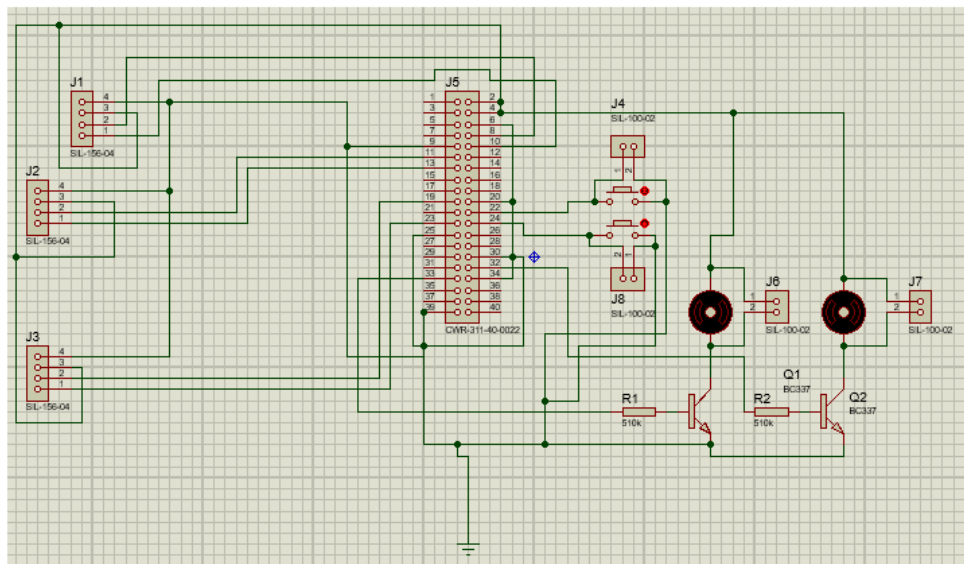 J1
4
3
2
1
SIL-156-04
J2
4
3
2
1
SIL-156-04
J3
4
3
2
1
SIL-156-04
J5
1 2
3 4
5 6
7 8
9 10
11 12
13 14
15 16
17 18
19 20
21 22
23 24
25 26
27 28
29 30
31 32
33 34
35 36
37 38
39 40
CWR-311-40-0022
J4
SIL-100-02
1 2
2 1
J8
SIL-100-02
J6
1
2
SIL-100-02
J7
1
2
SIL-100-02
R1
510k
Q1
BC337
R2
510k
Q2
BC337